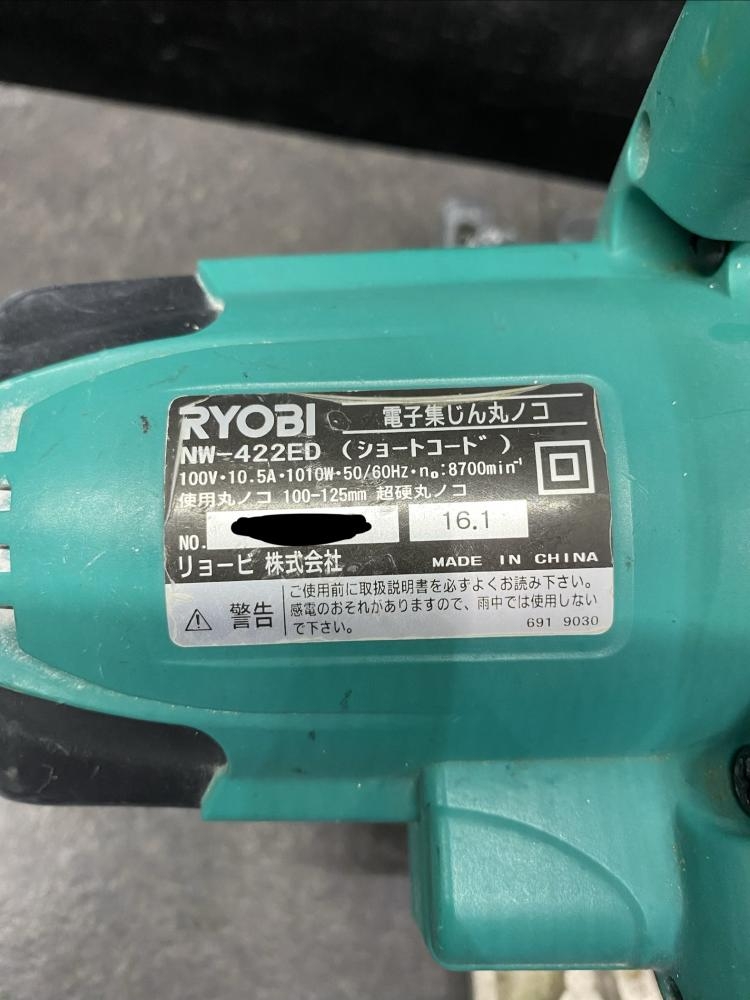 RYOBI 電子集じん丸ノコ
NW-422ED (ショートコード)
100V・10.5A・1010W・50/60Hz・n₀:8700min⁻¹
使用丸ノコ 100-125mm 超硬丸ノコ
NO. 16.1
リョービ 株式会社 MADE IN CHINA
⚠ 警告
ご使用前に取扱説明書を必ずよくお読み下さい。
感電のおそれがありますので、雨中では使用しない
で下さい。 691 9030